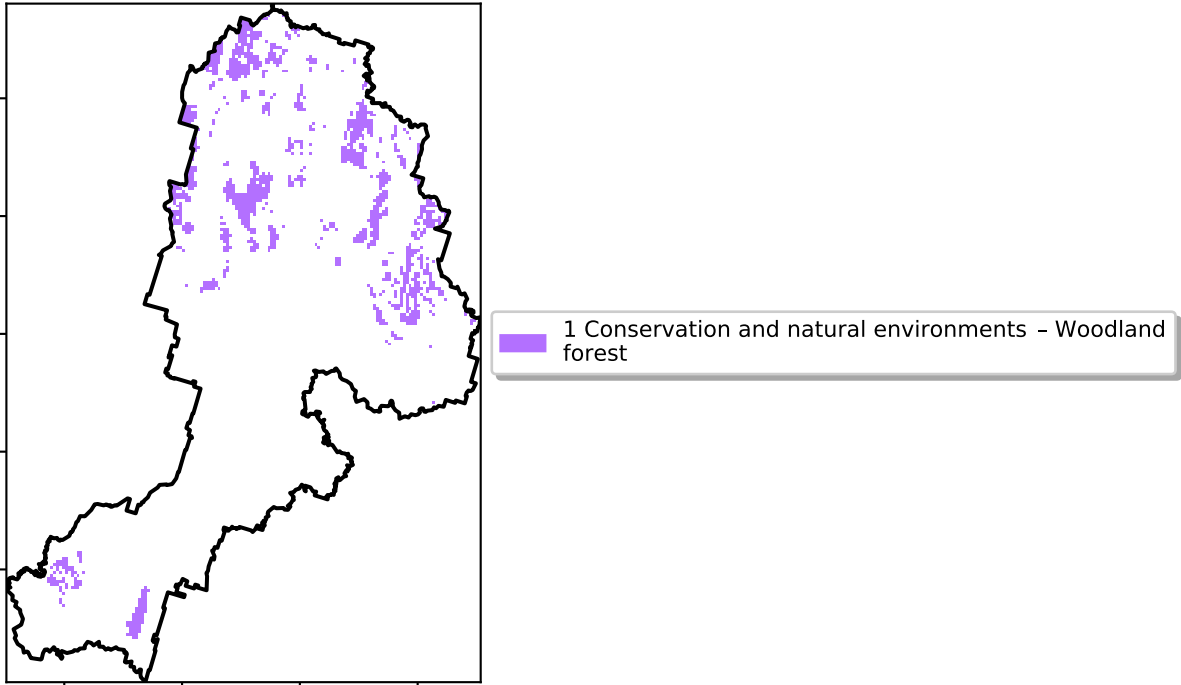 1 Conservation and natural environments – Woodland
forest